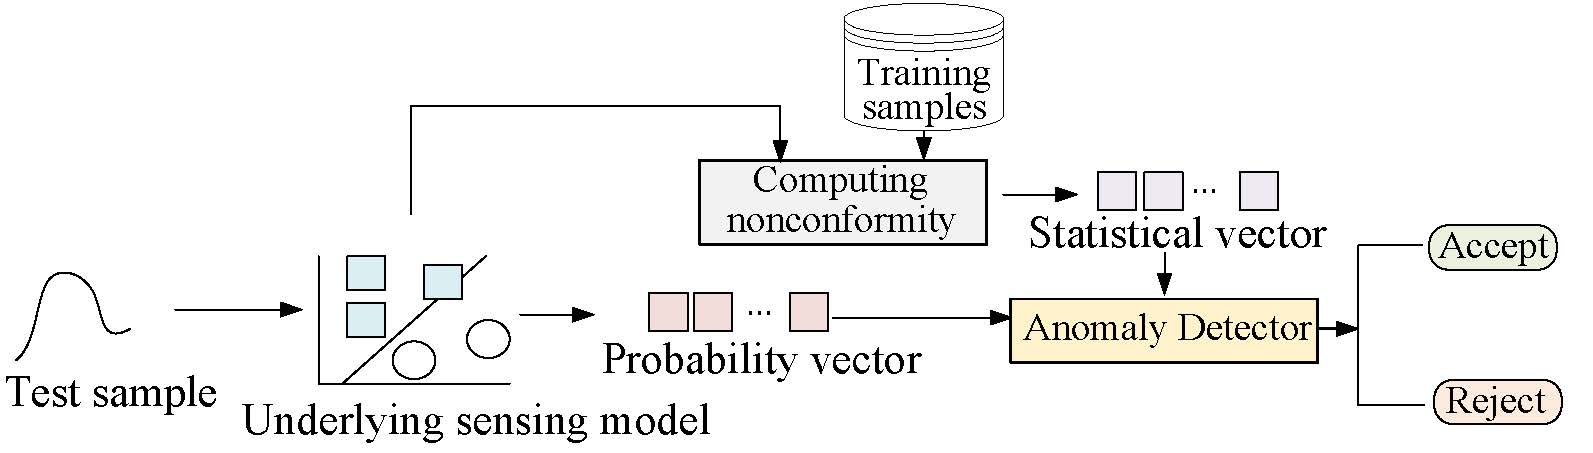 Training
samples
Computing
nonconformity
...
Statistical vector
Accept
Test sample
Underlying sensing model
...
Probability vector
Anomaly Detector
Reject